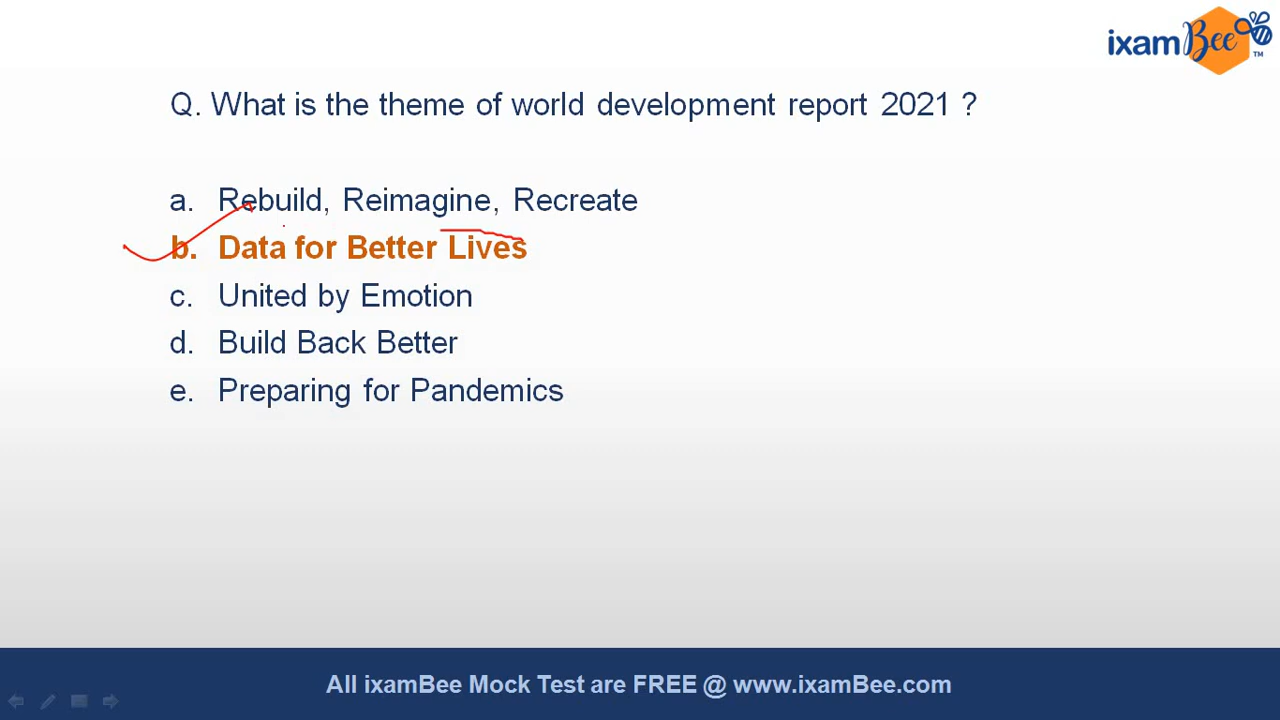 ixamBee™
Q. What is the theme of world development report 2021 ?
a. Rebuild, Reimagine, Recreate
b. Data for Better Lives
c. United by Emotion
d. Build Back Better
e. Preparing for Pandemics
All ixamBee Mock Test are FREE @ www.ixamBee.com